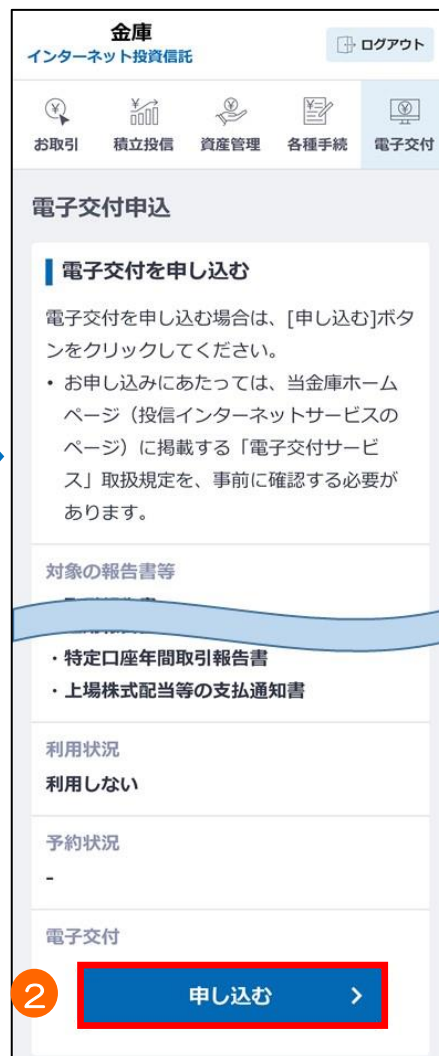 金庫
インターネット投資信託
ログアウト
お取引 積立投信 資産管理 各種手続 電子交付
電子交付申込
電子交付を申し込む
電子交付を申し込む場合は、[申し込む]ボタ
ンをクリックしてください。
• お申し込みにあたっては、当金庫ホーム
ページ（投信インターネットサービスの
ページ）に掲載する「電子交付サービ
ス」取扱規定を、事前に確認する必要が
あります。
対象の報告書等
・特定口座年間取引報告書
・上場株式配当等の支払通知書
利用状況
利用しない
予約状況
-
電子交付
2
申し込む